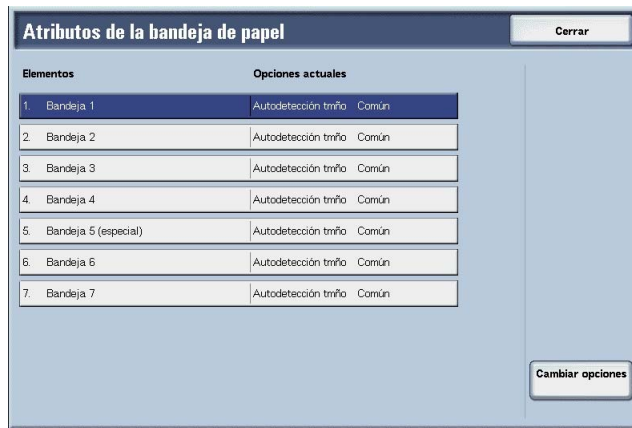 Atributos de la bandeja de papel Cerrar
Elementos Opciones actuales
1. Bandeja 1 Autodetección tmño Común
2. Bandeja 2 Autodetección tmño Común
3. Bandeja 3 Autodetección tmño Común
4. Bandeja 4 Autodetección tmño Común
5. Bandeja 5 (especial) Autodetección tmño Común
6. Bandeja 6 Autodetección tmño Común
7. Bandeja 7 Autodetección tmño Común
Cambiar opciones